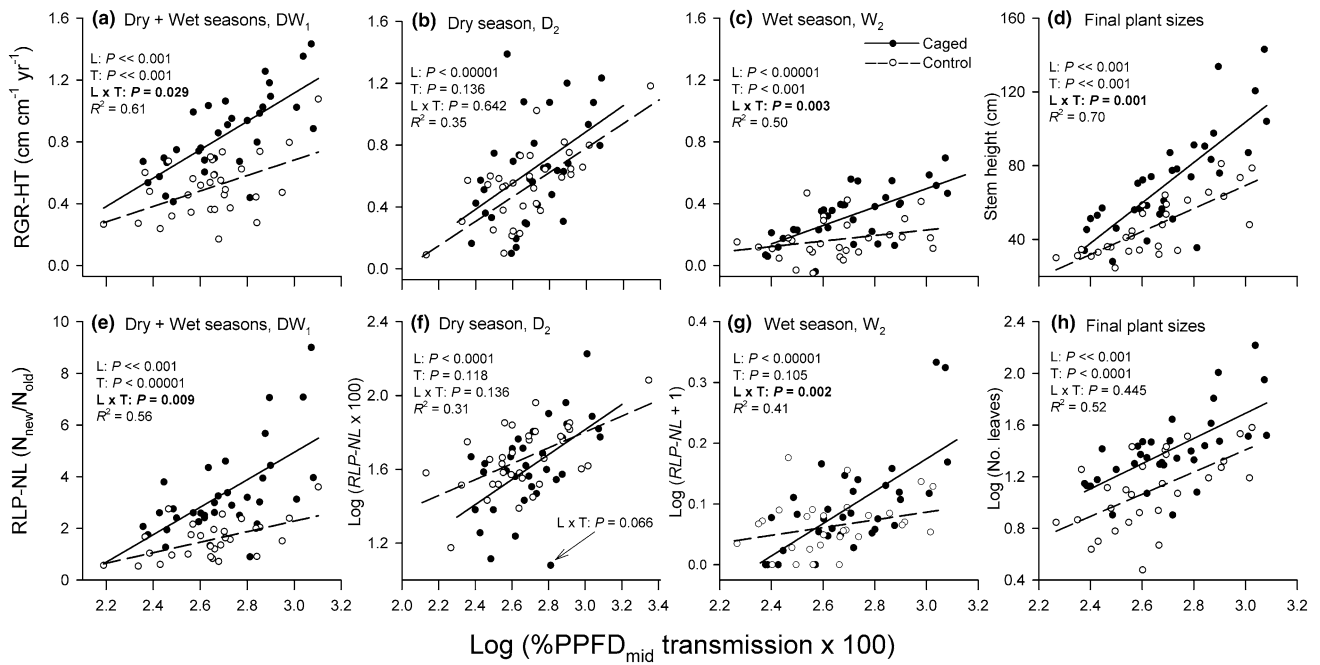 (a) Dry + Wet seasons, DW1
L: P << 0.001
T: P << 0.001
L x T: P = 0.029
R2 = 0.61
RGR-HT (cm cm-1 yr-1)
1.6
1.2
0.8
0.4
0.0
(b) Dry season, D2
L: P < 0.00001
T: P = 0.136
L x T: P = 0.642
R2 = 0.35
1.6
1.2
0.8
0.4
0.0
(c) Wet season, W2
Caged
Control
L: P < 0.00001
T: P < 0.001
L x T: P = 0.003
R2 = 0.50
1.6
1.2
0.8
0.4
0.0
(d) Final plant sizes
L: P << 0.001
T: P << 0.001
L x T: P = 0.001
R2 = 0.70
Stem height (cm)
160
120
80
40
(e) Dry + Wet seasons, DW1
L: P << 0.001
T: P < 0.00001
L x T: P = 0.009
R2 = 0.56
RLP-NL (Nnew/Nold)
10
8
6
4
2
0
2.2 2.4 2.6 2.8 3.0 3.2
(f) Dry season, D2
L: P < 0.0001
T: P = 0.118
L x T: P = 0.136
R2 = 0.31
L x T: P = 0.066
Log (RLP-NL x 100)
2.4
2.0
1.6
1.2
2.0 2.2 2.4 2.6 2.8 3.0 3.2 3.4
(g) Wet season, W2
L: P < 0.00001
T: P = 0.105
L x T: P = 0.002
R2 = 0.41
Log (RLP-NL + 1)
0.4
0.3
0.2
0.1
0.0
2.2 2.4 2.6 2.8 3.0 3.2
(h) Final plant sizes
L: P << 0.001
T: P < 0.0001
L x T: P = 0.445
R2 = 0.52
Log (No. leaves)
2.4
2.0
1.6
1.2
0.8
0.4
2.2 2.4 2.6 2.8 3.0 3.2
Log (%PPFDmid transmission x 100)